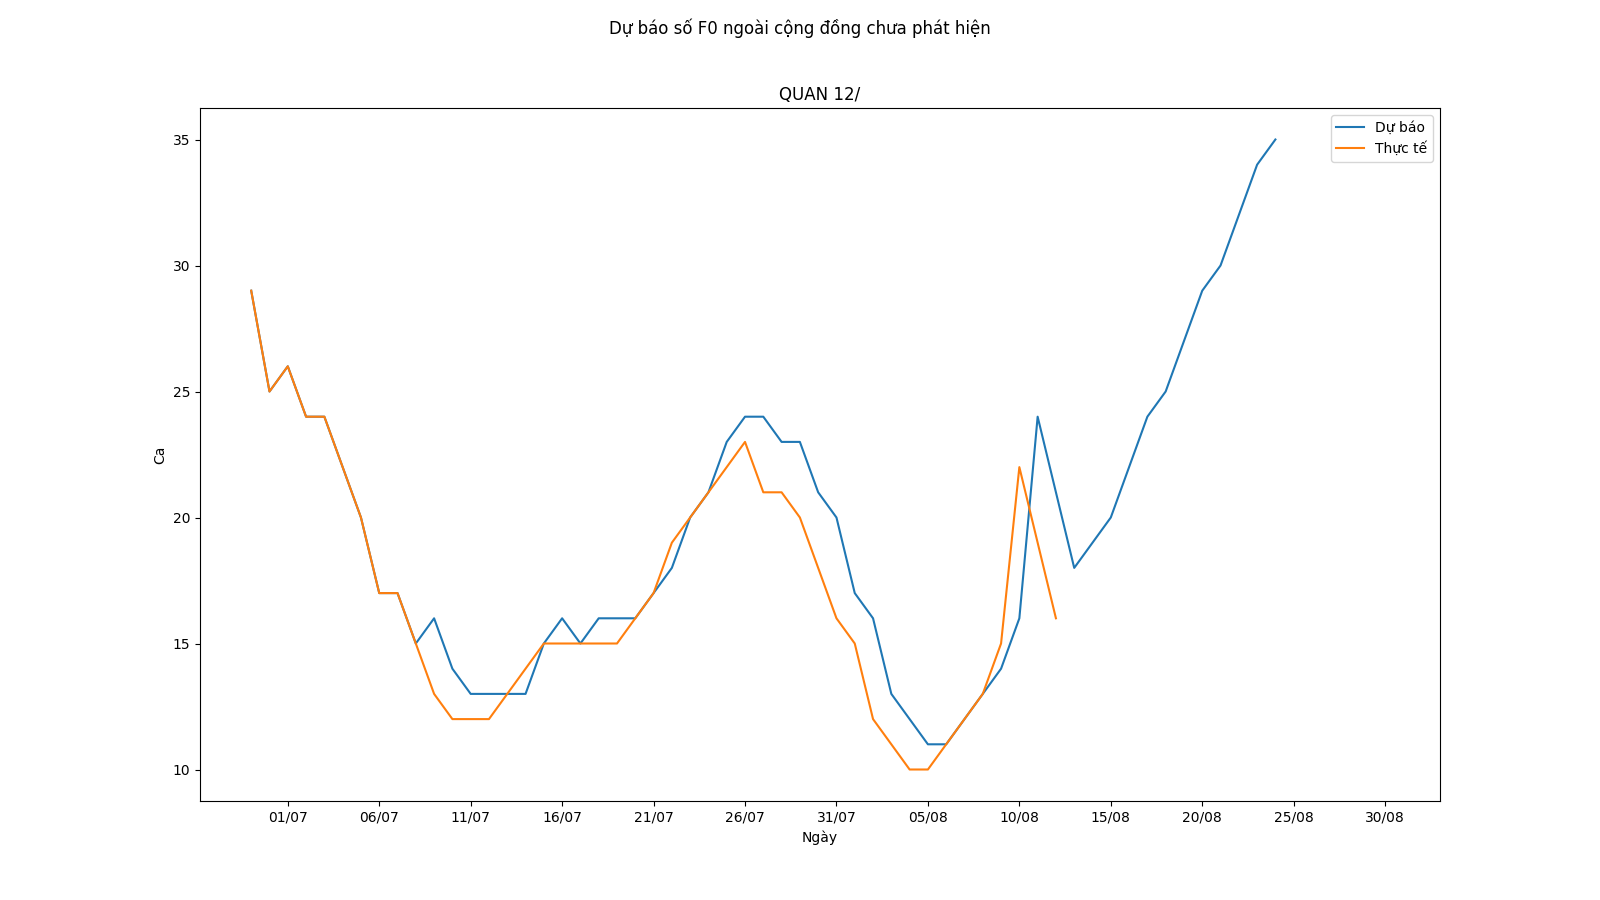 Dự báo số F0 ngoài cộng đồng chưa phát hiện
QUAN 12/
Dự báo
Thực tế
35
30
25
20
15
10
Ca
01/07 06/07 11/07 16/07 21/07 26/07 31/07 05/08 10/08 15/08 20/08 25/08 30/08
Ngày